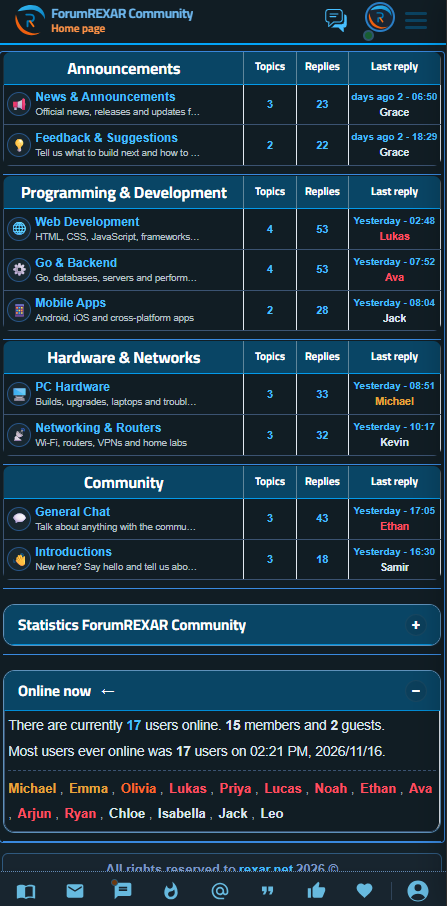 ForumREXAR Community
Home page
Announcements Topics Replies Last reply
News & Announcements 3 23 days ago 2 - 06:50
Official news, releases and updates f... Grace
Feedback & Suggestions 2 22 days ago 2 - 18:29
Tell us what to build next and how to ... Grace
Programming & Development Topics Replies Last reply
Web Development 4 53 Yesterday - 02:48
HTML, CSS, JavaScript, frameworks... Lukas
Go & Backend 4 53 Yesterday - 07:52
Go, databases, servers and perform... Ava
Mobile Apps 2 28 Yesterday - 08:04
Android, iOS and cross-platform apps Jack
Hardware & Networks Topics Replies Last reply
PC Hardware 3 33 Yesterday - 08:51
Builds, upgrades, laptops and troubl... Michael
Networking & Routers 3 32 Yesterday - 10:17
Wi-Fi, routers, VPNs and home labs Kevin
Community Topics Replies Last reply
General Chat 3 43 Yesterday - 17:05
Talk about anything with the commu... Ethan
Introductions 3 18 Yesterday - 16:30
New here? Say hello and tell us abo... Samir
Statistics ForumREXAR Community +
Online now ← −
There are currently 17 users online. 15 members and 2 guests.
Most users ever online was 17 users on 02:21 PM, 2026/11/16.
Michael , Emma , Olivia , Lukas , Priya , Lucas , Noah , Ethan , Ava
, Arjun , Ryan , Chloe , Isabella , Jack , Leo
All rights reserved to rexar.net 2026 ©